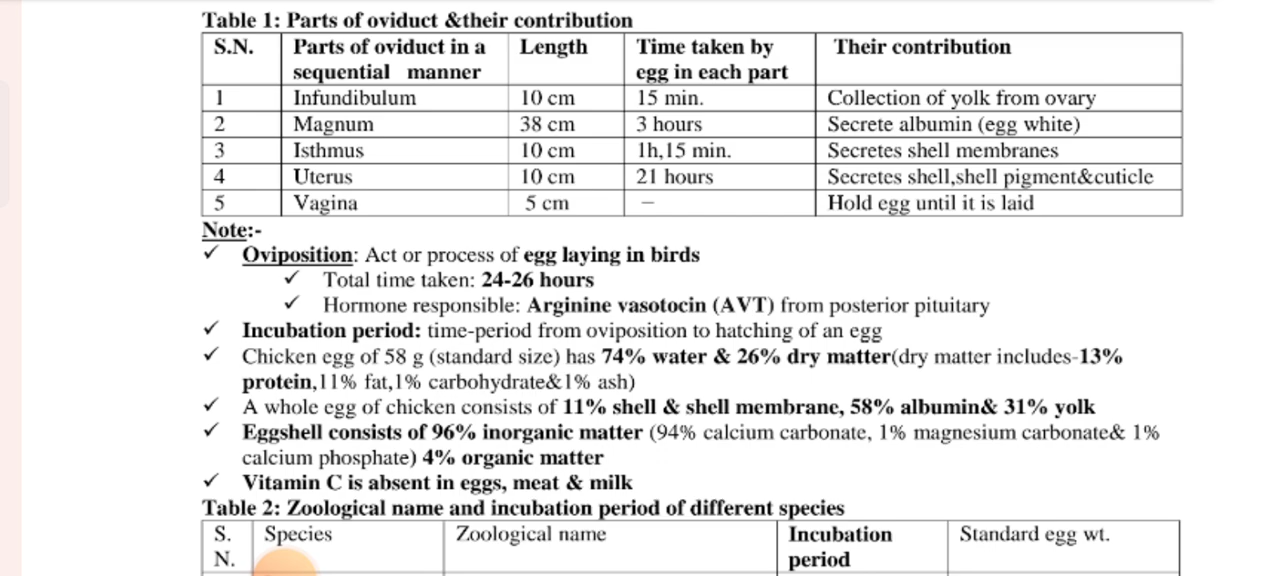 Table 1: Parts of oviduct &their contribution
S.N. Parts of oviduct in a sequential manner Length Time taken by egg in each part Their contribution
1 Infundibulum 10 cm 15 min. Collection of yolk from ovary
2 Magnum 38 cm 3 hours Secrete albumin (egg white)
3 Isthmus 10 cm 1h,15 min. Secretes shell membranes
4 Uterus 10 cm 21 hours Secretes shell,shell pigment&cuticle
5 Vagina 5 cm – Hold egg until it is laid
Note:-
✓ Oviposition: Act or process of egg laying in birds
✓ Total time taken: 24-26 hours
✓ Hormone responsible: Arginine vasotocin (AVT) from posterior pituitary
✓ Incubation period: time-period from oviposition to hatching of an egg
✓ Chicken egg of 58 g (standard size) has 74% water & 26% dry matter(dry matter includes-13%
protein,11% fat,1% carbohydrate&1% ash)
✓ A whole egg of chicken consists of 11% shell & shell membrane, 58% albumin& 31% yolk
✓ Eggshell consists of 96% inorganic matter (94% calcium carbonate, 1% magnesium carbonate& 1%
calcium phosphate) 4% organic matter
✓ Vitamin C is absent in eggs, meat & milk
Table 2: Zoological name and incubation period of different species
S. N. Species Zoological name Incubation period Standard egg wt.